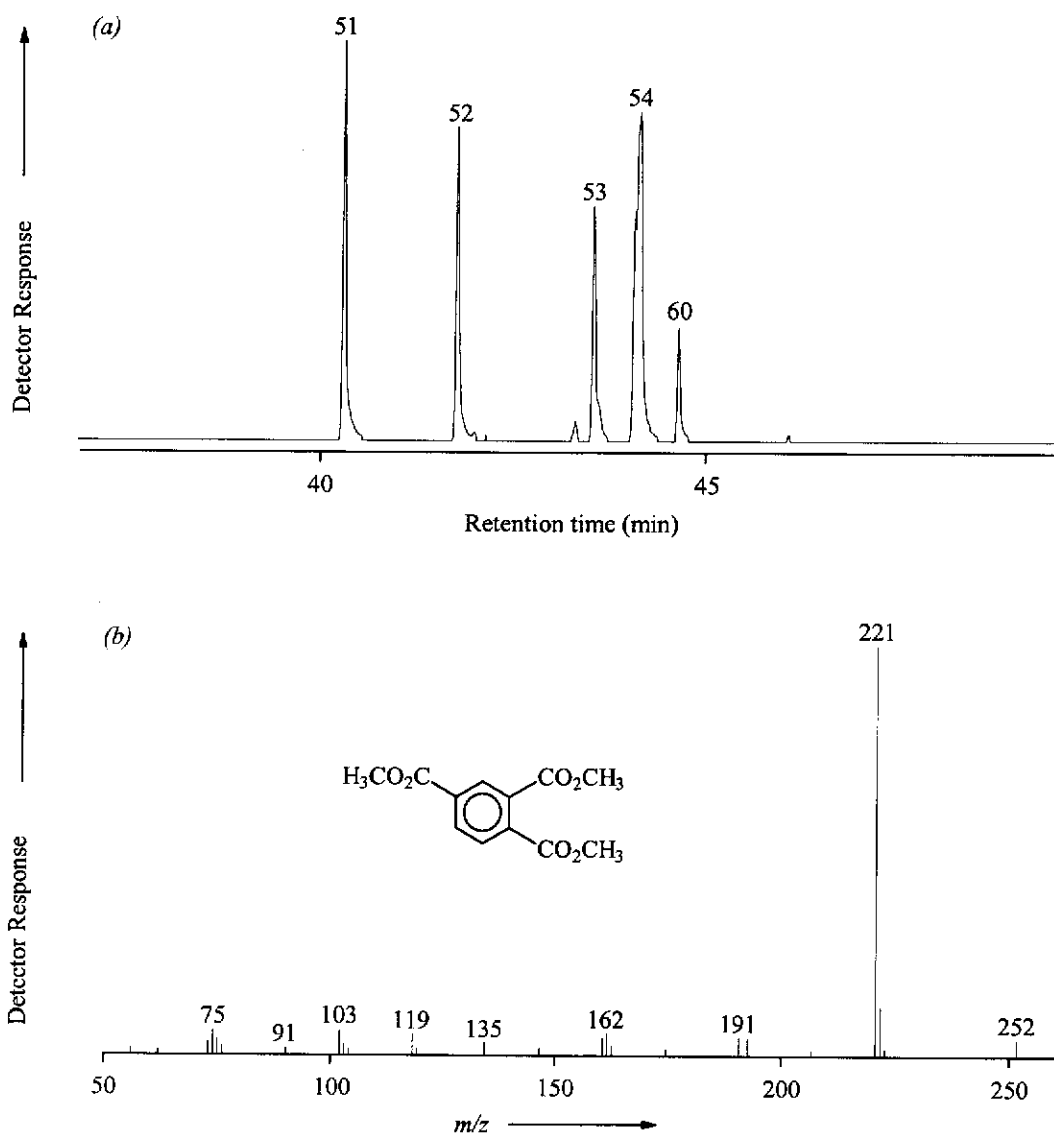 (a)
51
52
53
54
60
Detector Response
40
45
Retention time (min)
(b)
221
H₃CO₂C
CO₂CH₃
CO₂CH₃
75
91
103
119
135
162
191
252
Detector Response
50
100
150
200
250
m/z